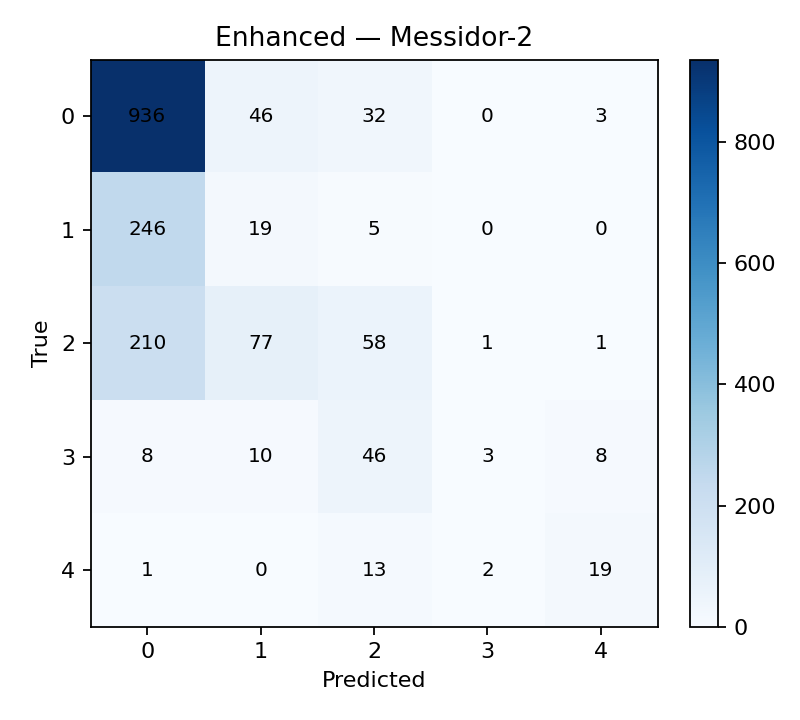 Enhanced — Messidor-2
0 936 46 32 0 3
1 246 19 5 0 0
2 210 77 58 1 1
3 8 10 46 3 8
4 1 0 13 2 19
0 1 2 3 4
Predicted
True
800
600
400
200
0